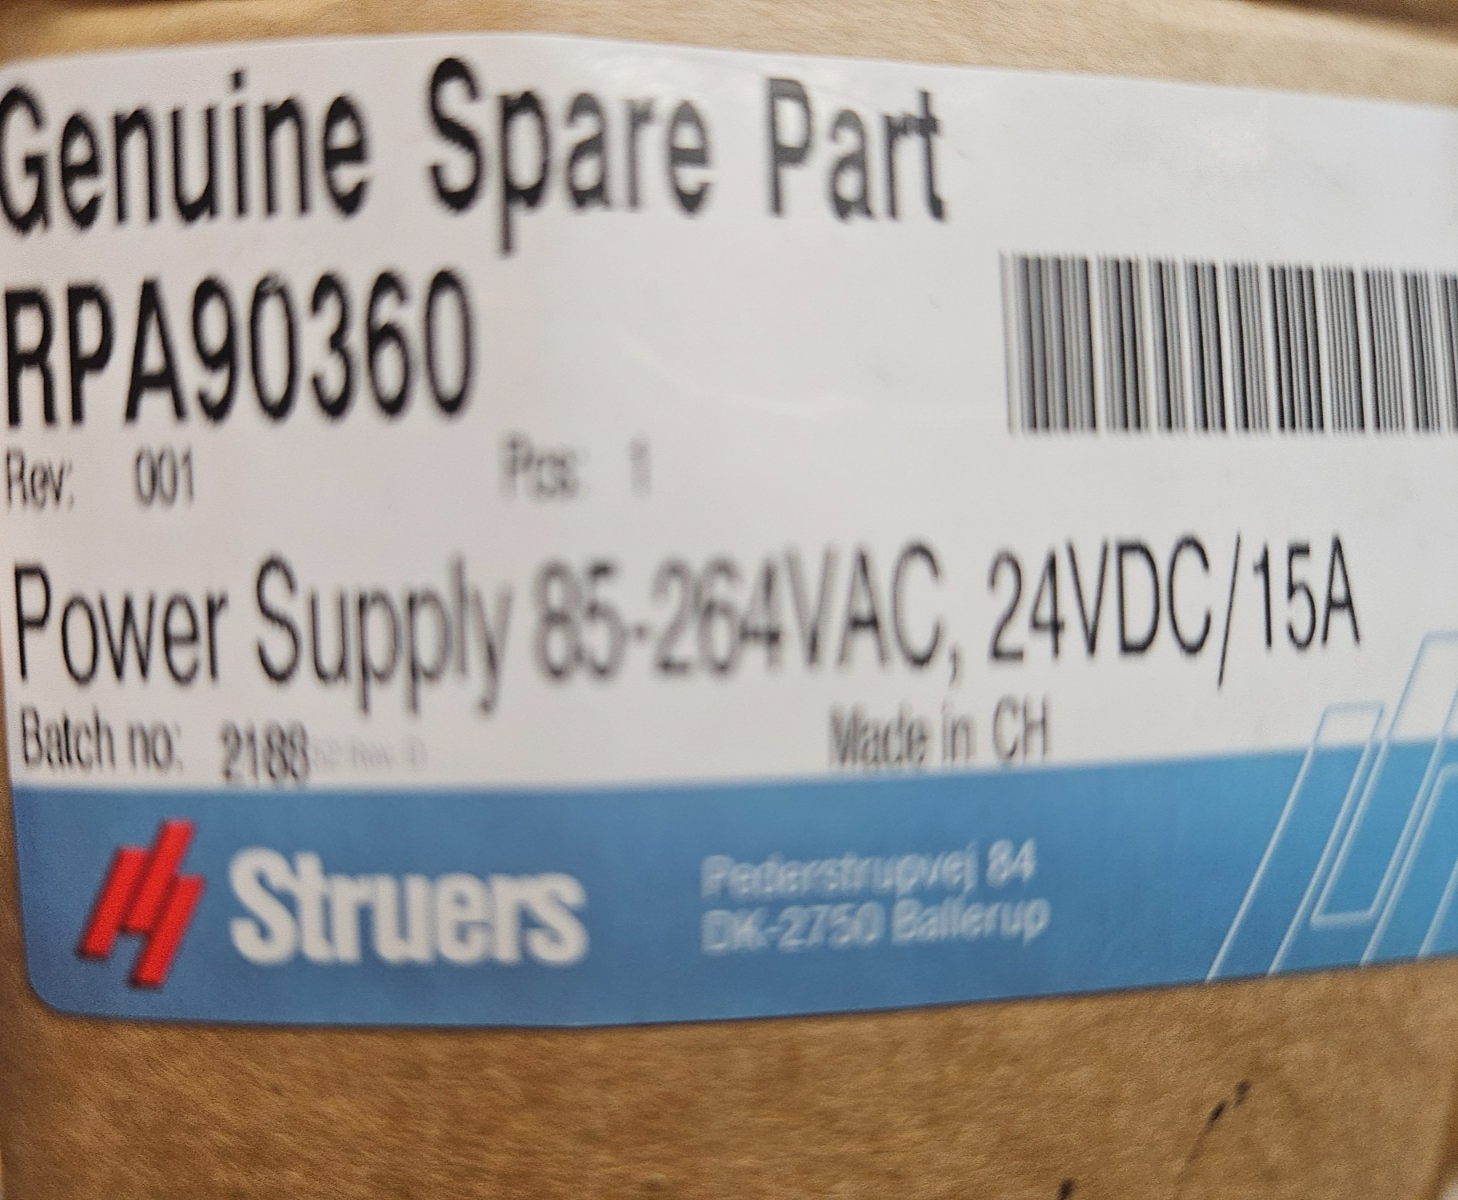 Genuine Spare Part
RPA90360
Rev: 001 Pcs: 1
Power Supply 85-264VAC, 24VDC/15A
Batch no: 2188 Made in CH
Struers
Pederstrupvej 84
DK-2750 Ballerup